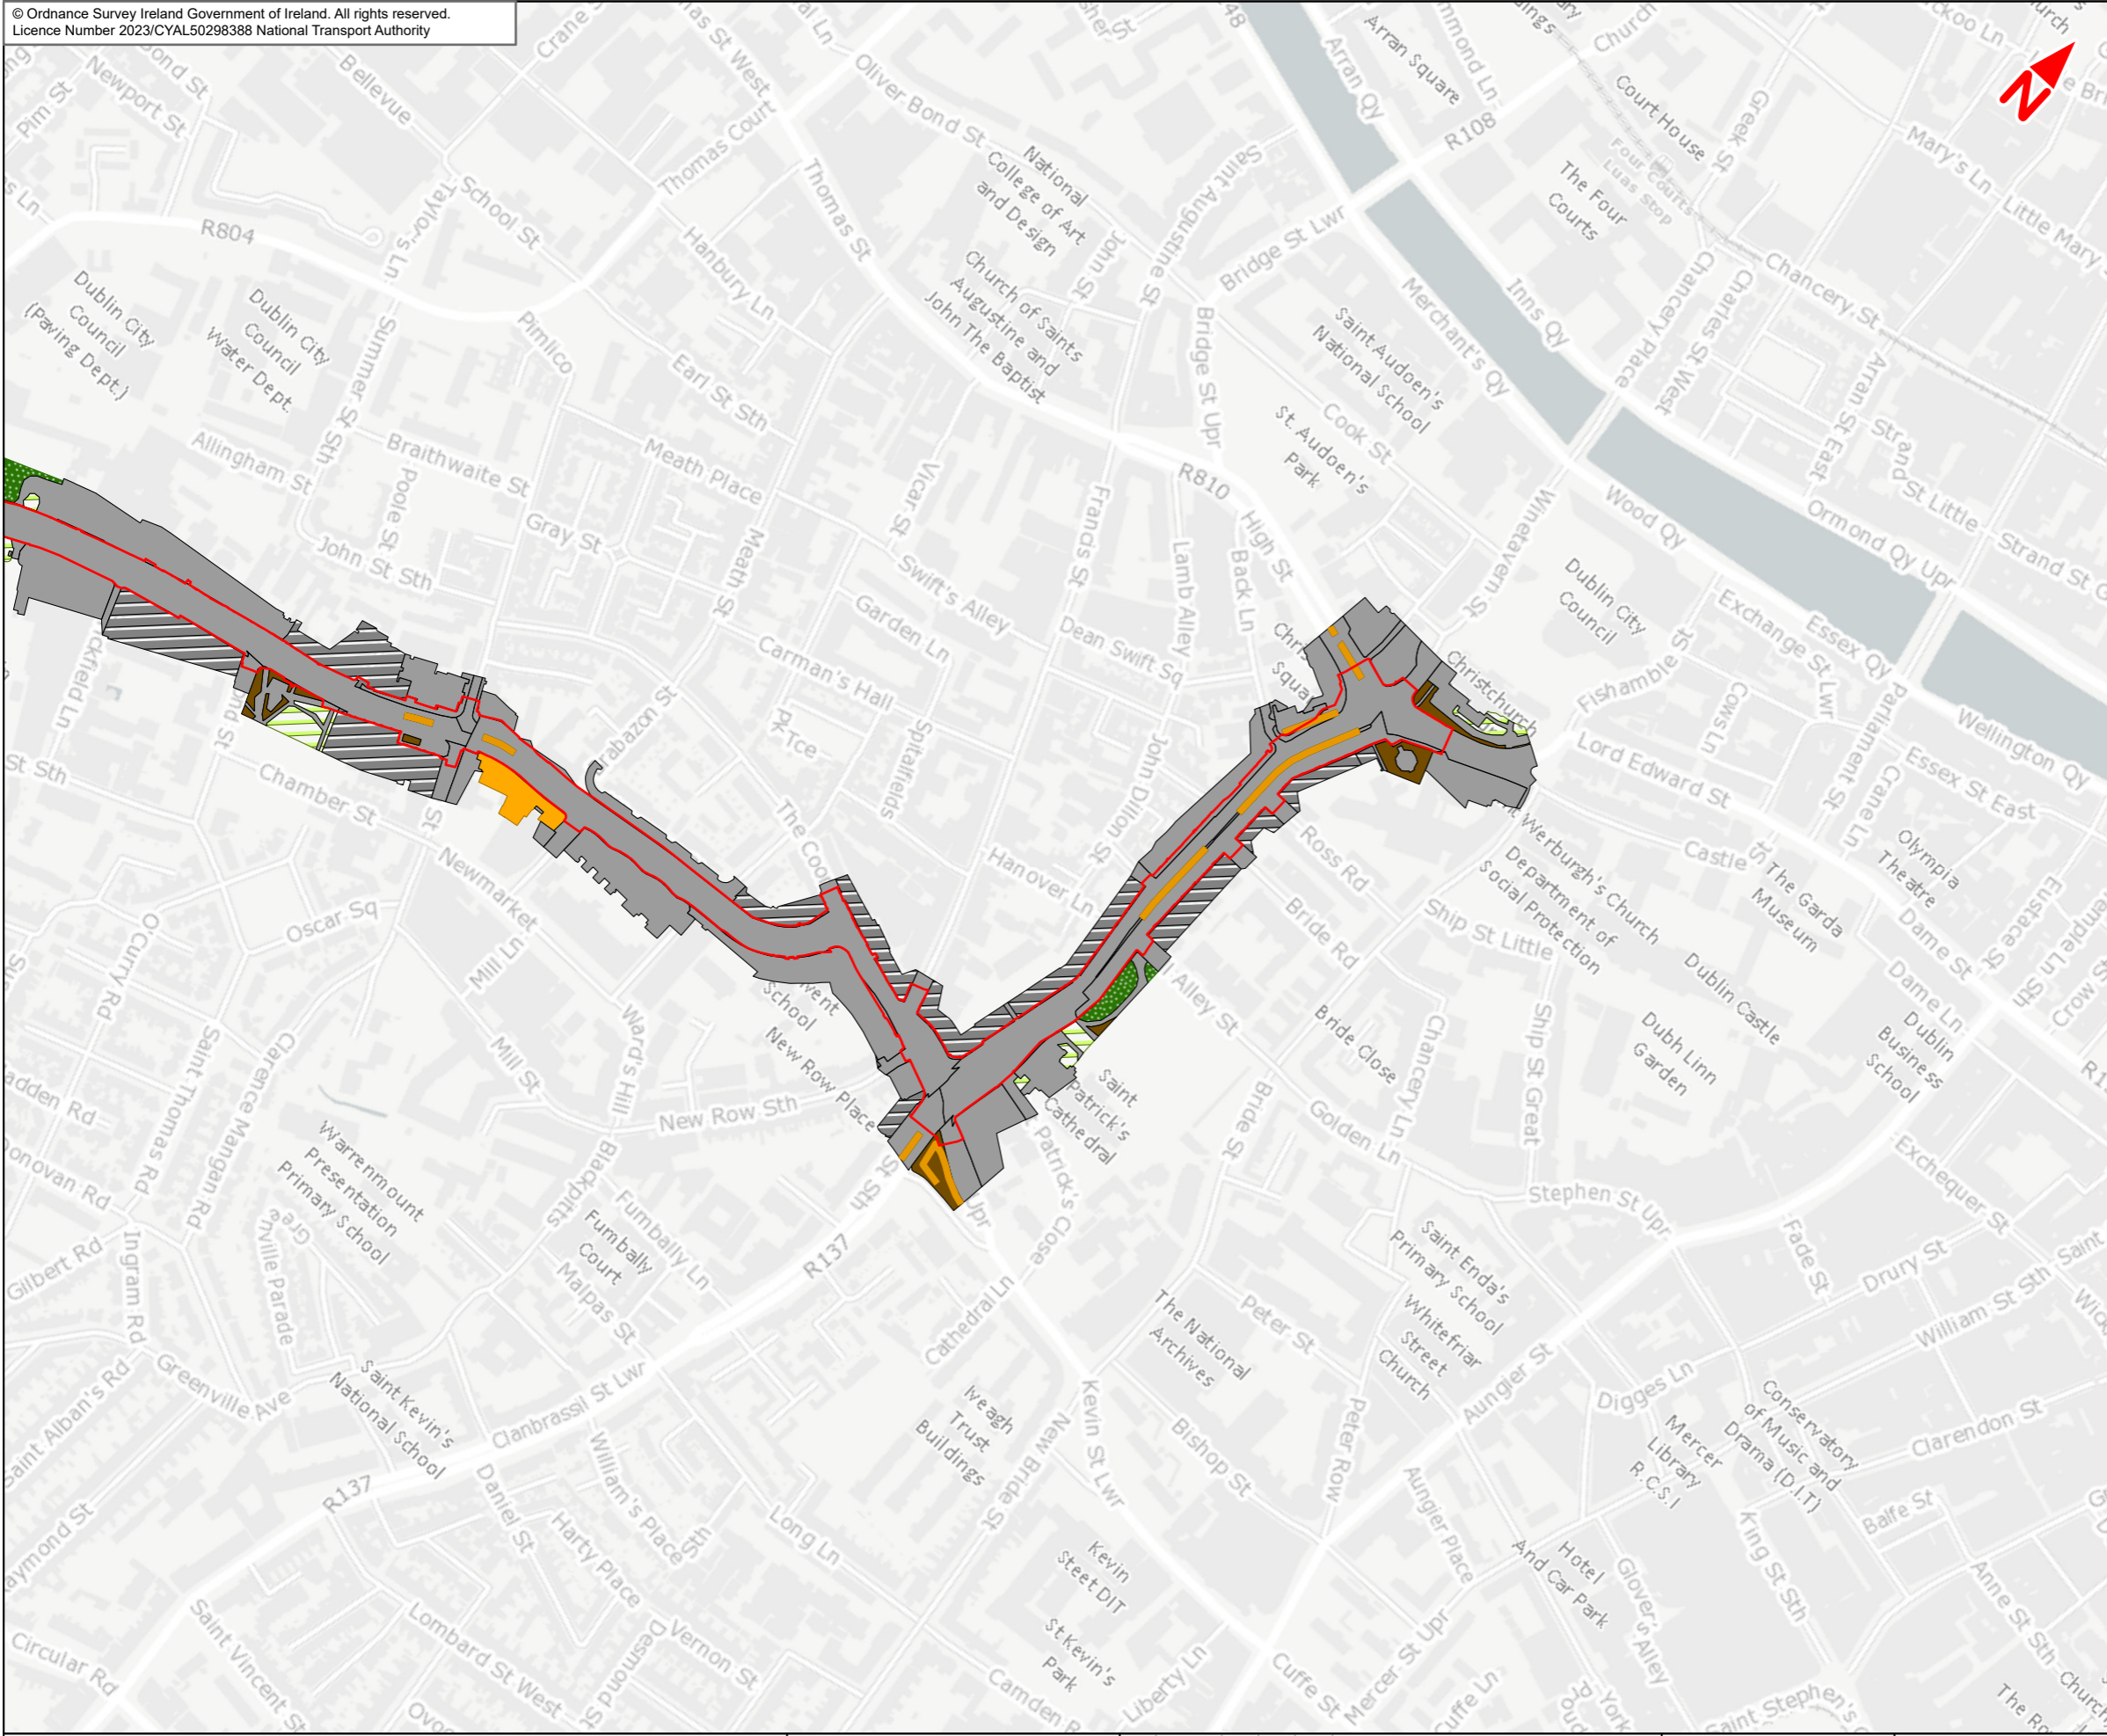 © Ordnance Survey Ireland Government of Ireland. All rights reserved.
Licence Number 2023/CYAL50298388 National Transport Authority
N
Pim St
Newport St
Bellevue
Thomas Court
Oliver Bond St
Arran Qy
Arran Square
Church
R108
Court House
Greek St
Mary's Ln
Little Mary
Four Courts
Luas Stop
The Four
Courts
National
College of Art
and Design
Saint Augustine St
John St
Bridge St Lwr
Thomas St
School St
Taylor's Ln
R804
Hanbury Ln
Church of Saints
Augustine and
John The Baptist
Merchant's Qy
Inns Qy
Chancery Place
Charles St West
Chancery St
Arran St East
Strand St Little
Strand St G
Dublin City
Council
(Paving Dept.)
Dublin City
Council
Water Dept.
Summer St Sth
Pimlico
Earl St Sth
Bridge St Upr
Saint Audoen's
National School
Cook St
St. Audoen's
Park
Ormond Qy Upr
Allingham St
Braithwaite St
Poole St
Gray St
Meath Place
Vicar St
Francis St
R810
High St
Winetavern St
Wood Qy
John St Sth
Meath St
Swift's Alley
Lamb Alley
Back Ln
Dublin City
Council
Exchange St Lwr
Essex Qy
Garden Ln
Dean Swift Sq
Carman's Hall
Christchurch
Fishamble St
Cows Ln
Parliament St
Wellington Qy
Essex St East
Crane Ln
Lord Edward St
Spitalfields
John Dillon St
Chamber St
Newmarket
Hanover Ln
Ross Rd
Werburgh's Church
Department of
Social Protection
Castle St
The Garda
Museum
Olympia
Theatre
Eustace St
Dame St
Oscar Sq
Mill Ln
O'Curry Rd
Bride Rd
Ship St Little
Dublin Castle
Dame Ln
School
New Row Place
Ward's Hill
Mill St
Bride Close
Chancery Ln
Ship St Great
Dubh Linn
Garden
Dublin
Business
School
Clarence Mangan Rd
Saint Thomas Rd
New Row Sth
Saint
Patrick's
Cathedral
Bride St
Golden Ln
Warrenmount
Presentation
Primary School
Blackpitts
Patrick's Close
Stephen St Upr
Exchequer St
Fade St
Drury St
William St Sth
Gilbert Rd
Ingram Rd
Fumbally
Court
Fumbally Ln
R137
Malpas St
Cathedral Ln
Saint Enda's
Primary School
Whitefriar
Street
Church
The National
Archives
Peter St
Greenville Ave
Saint Kevin's
National School
Clanbrassil St Lwr
Iveagh
Trust
Buildings
New Bride St
Kevin St Lwr
Bishop St
Peter Row
Aungier St
Digges Ln
Mercer
Library
R.C.S.I
Conservatory
of Music and
Drama (D.I.T)
Clarendon St
Balfe St
Saint Alban's Rd
R137
Daniel St
William's Place Sth
Harty Place
Long Ln
Aungier Place
King St Sth
Hotel
And Car Park
Glover's Alley
Anne St Sth
Kevin
Steet DIT
St Kevin's
Park
Lombard St West
Desmond St
Vernon St
Saint Vincent St
Circular Rd
Liberty Ln
Cuffe St
Mercer St Upr
Cuffe Ln
Saint Stephen's